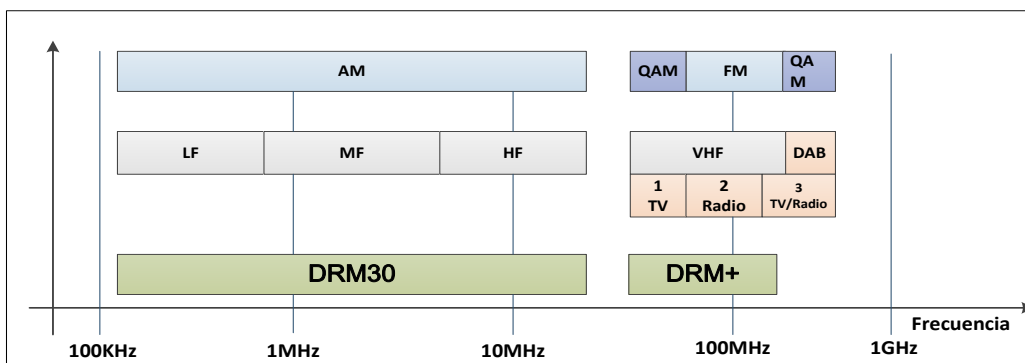 AM
QAM
FM
QA
M
LF
MF
HF
VHF
DAB
1
TV
2
Radio
3
TV/Radio
DRM30
DRM+
Frecuencia
100KHz
1MHz
10MHz
100MHz
1GHz